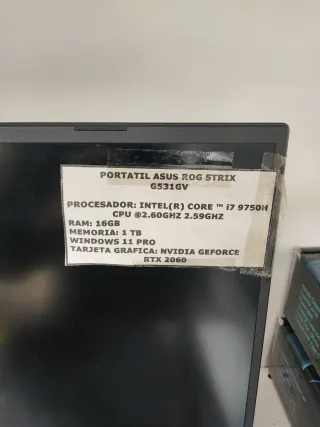 PORTATIL ASUS ROG STRIX
G531GV
PROCESADOR: INTEL(R) CORE ™ i7 9750H
CPU @2.60GHZ 2.59GHZ
RAM: 16GB
MEMORIA: 1 TB
WINDOWS 11 PRO
TARJETA GRAFICA: NVIDIA GEFORCE
RTX 2060